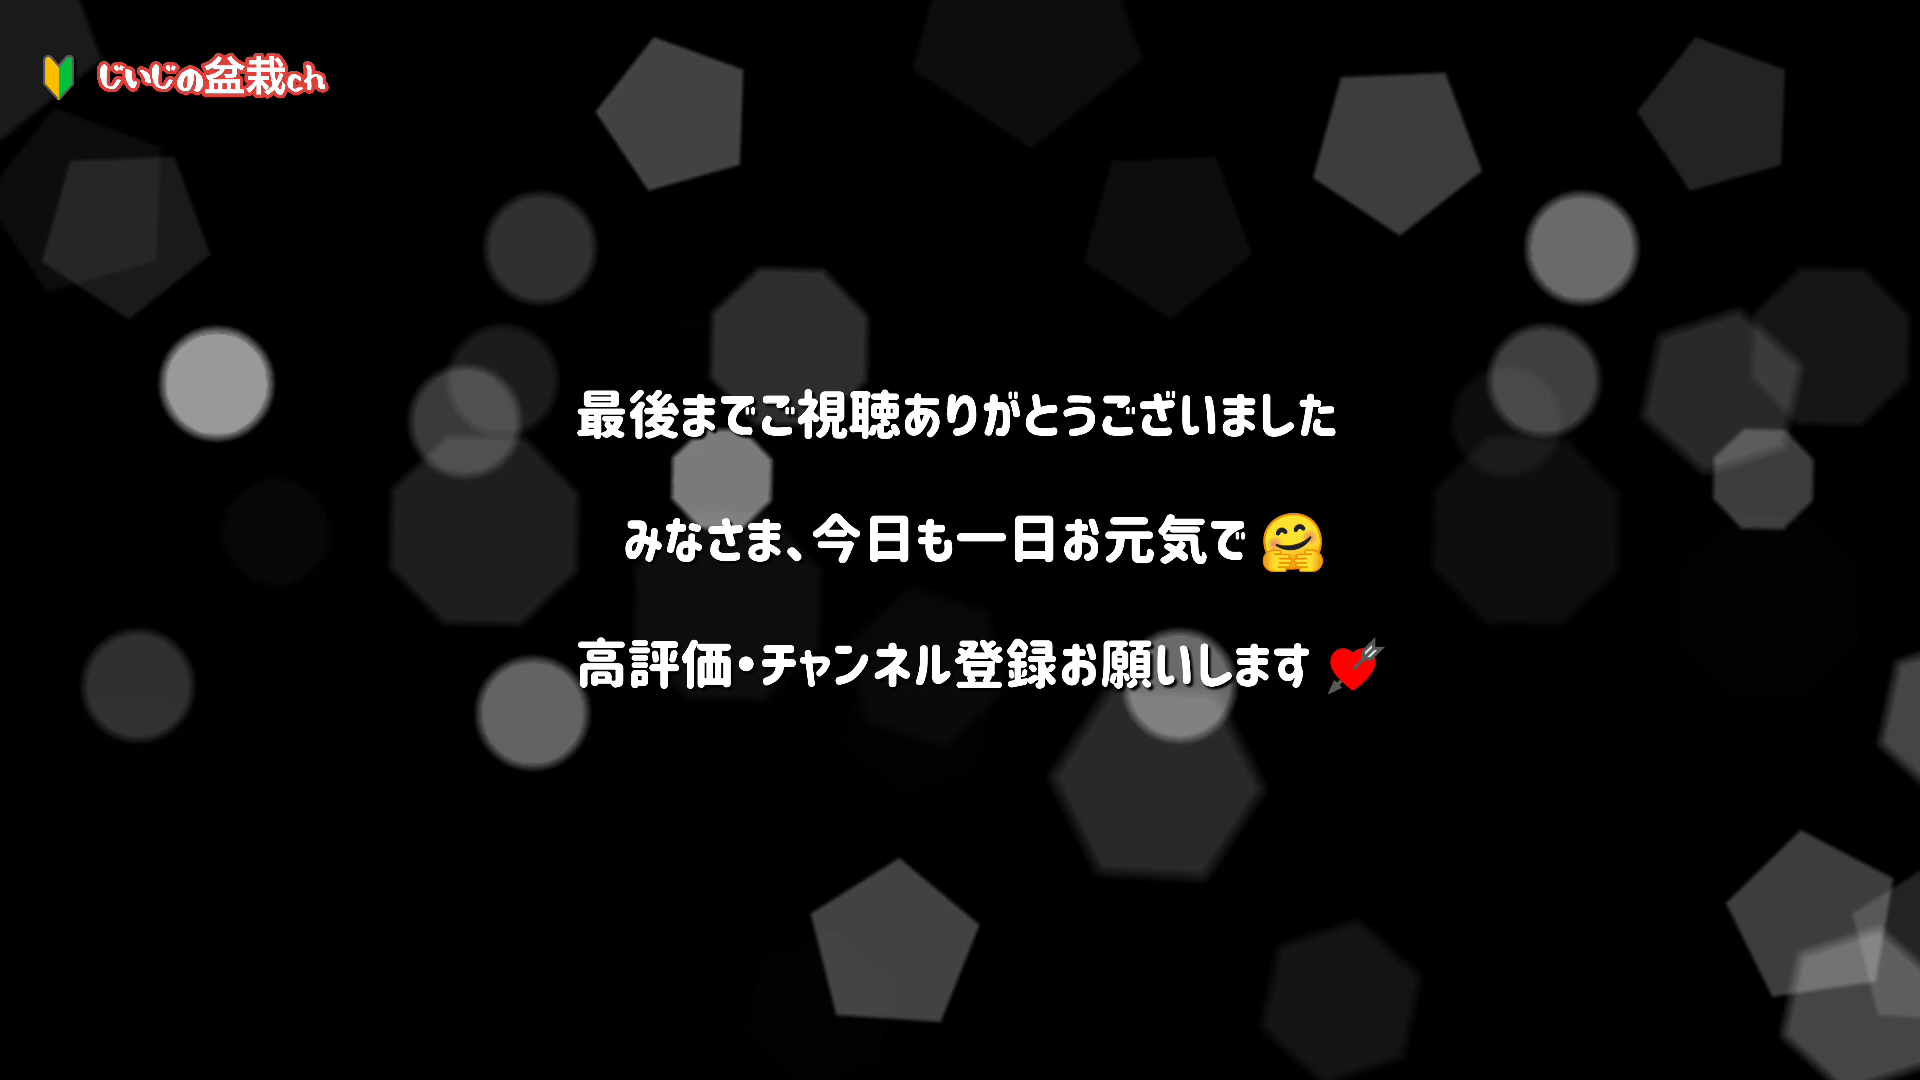 🔰 じいじの盆栽ch
最後までご視聴ありがとうございました
みなさま、今日も一日お元気で 🤗
高評価・チャンネル登録お願いします 💘